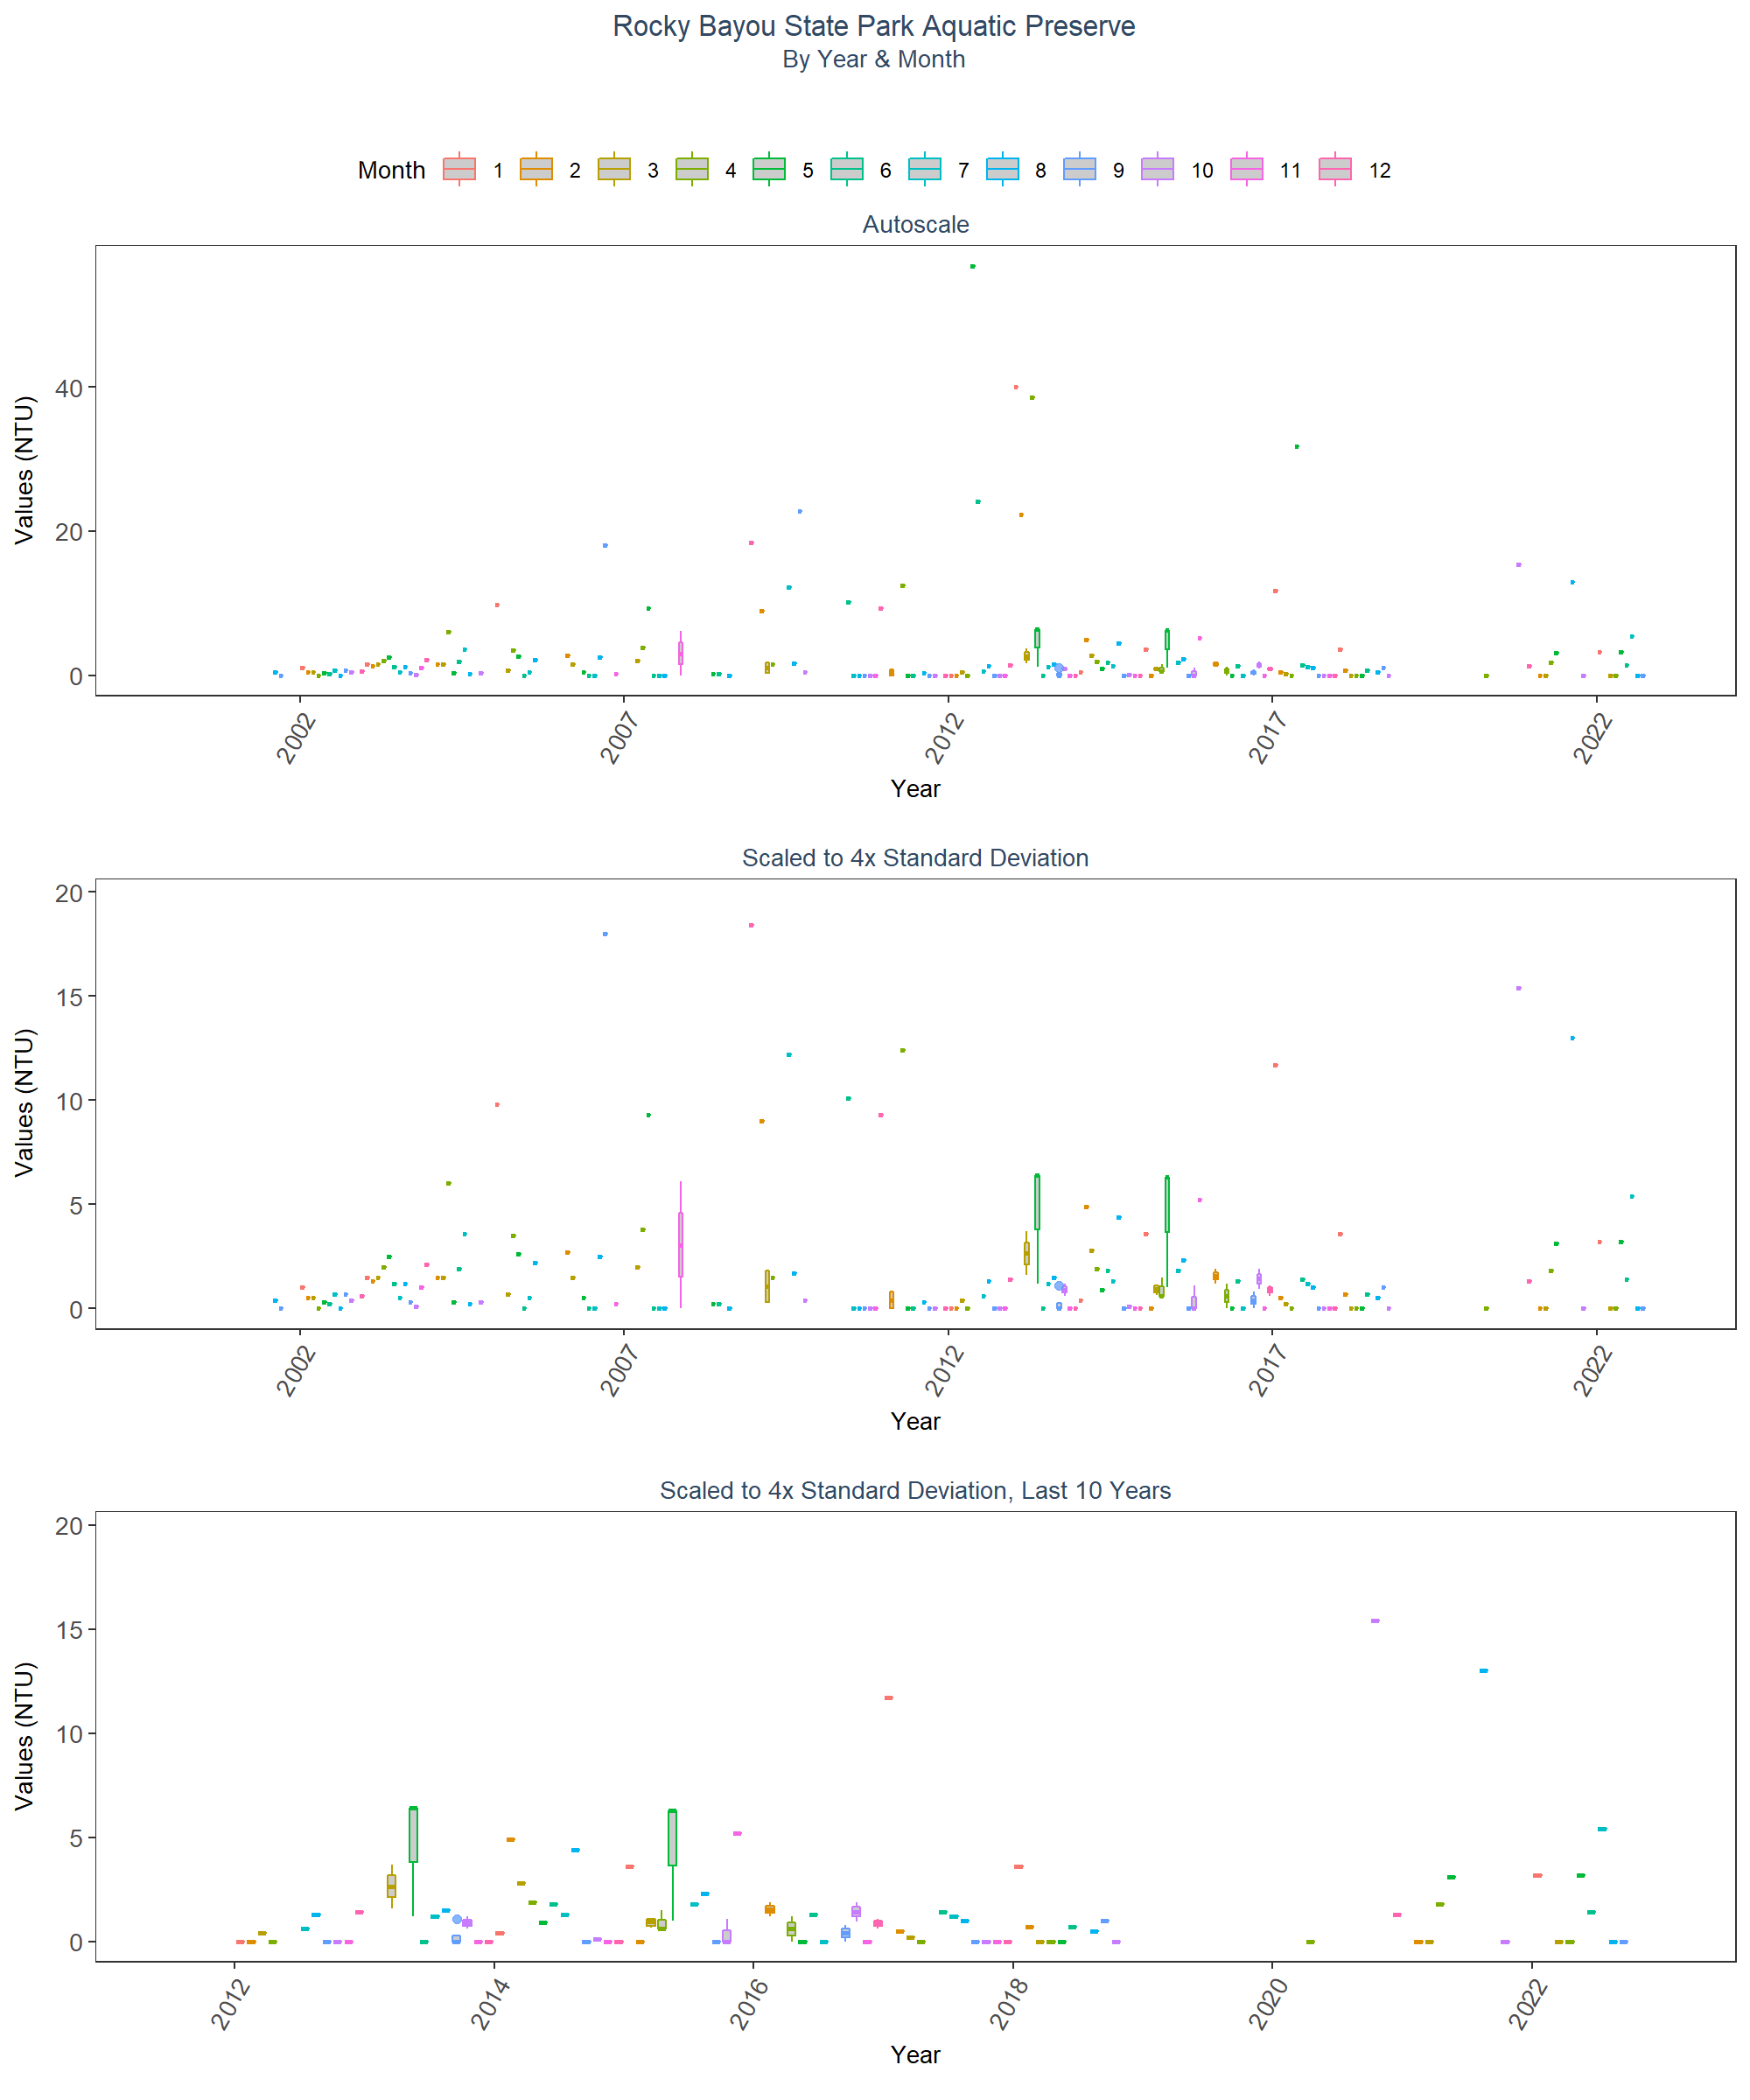 Rocky Bayou State Park Aquatic Preserve
By Year & Month
Month 1 2 3 4 5 6 7 8 9 10 11 12
Autoscale
Values (NTU)
40
20
0
2002 2007 2012 2017 2022
Year
Scaled to 4x Standard Deviation
Values (NTU)
20
15
10
5
0
2002 2007 2012 2017 2022
Year
Scaled to 4x Standard Deviation, Last 10 Years
Values (NTU)
20
15
10
5
0
2012 2014 2016 2018 2020 2022
Year